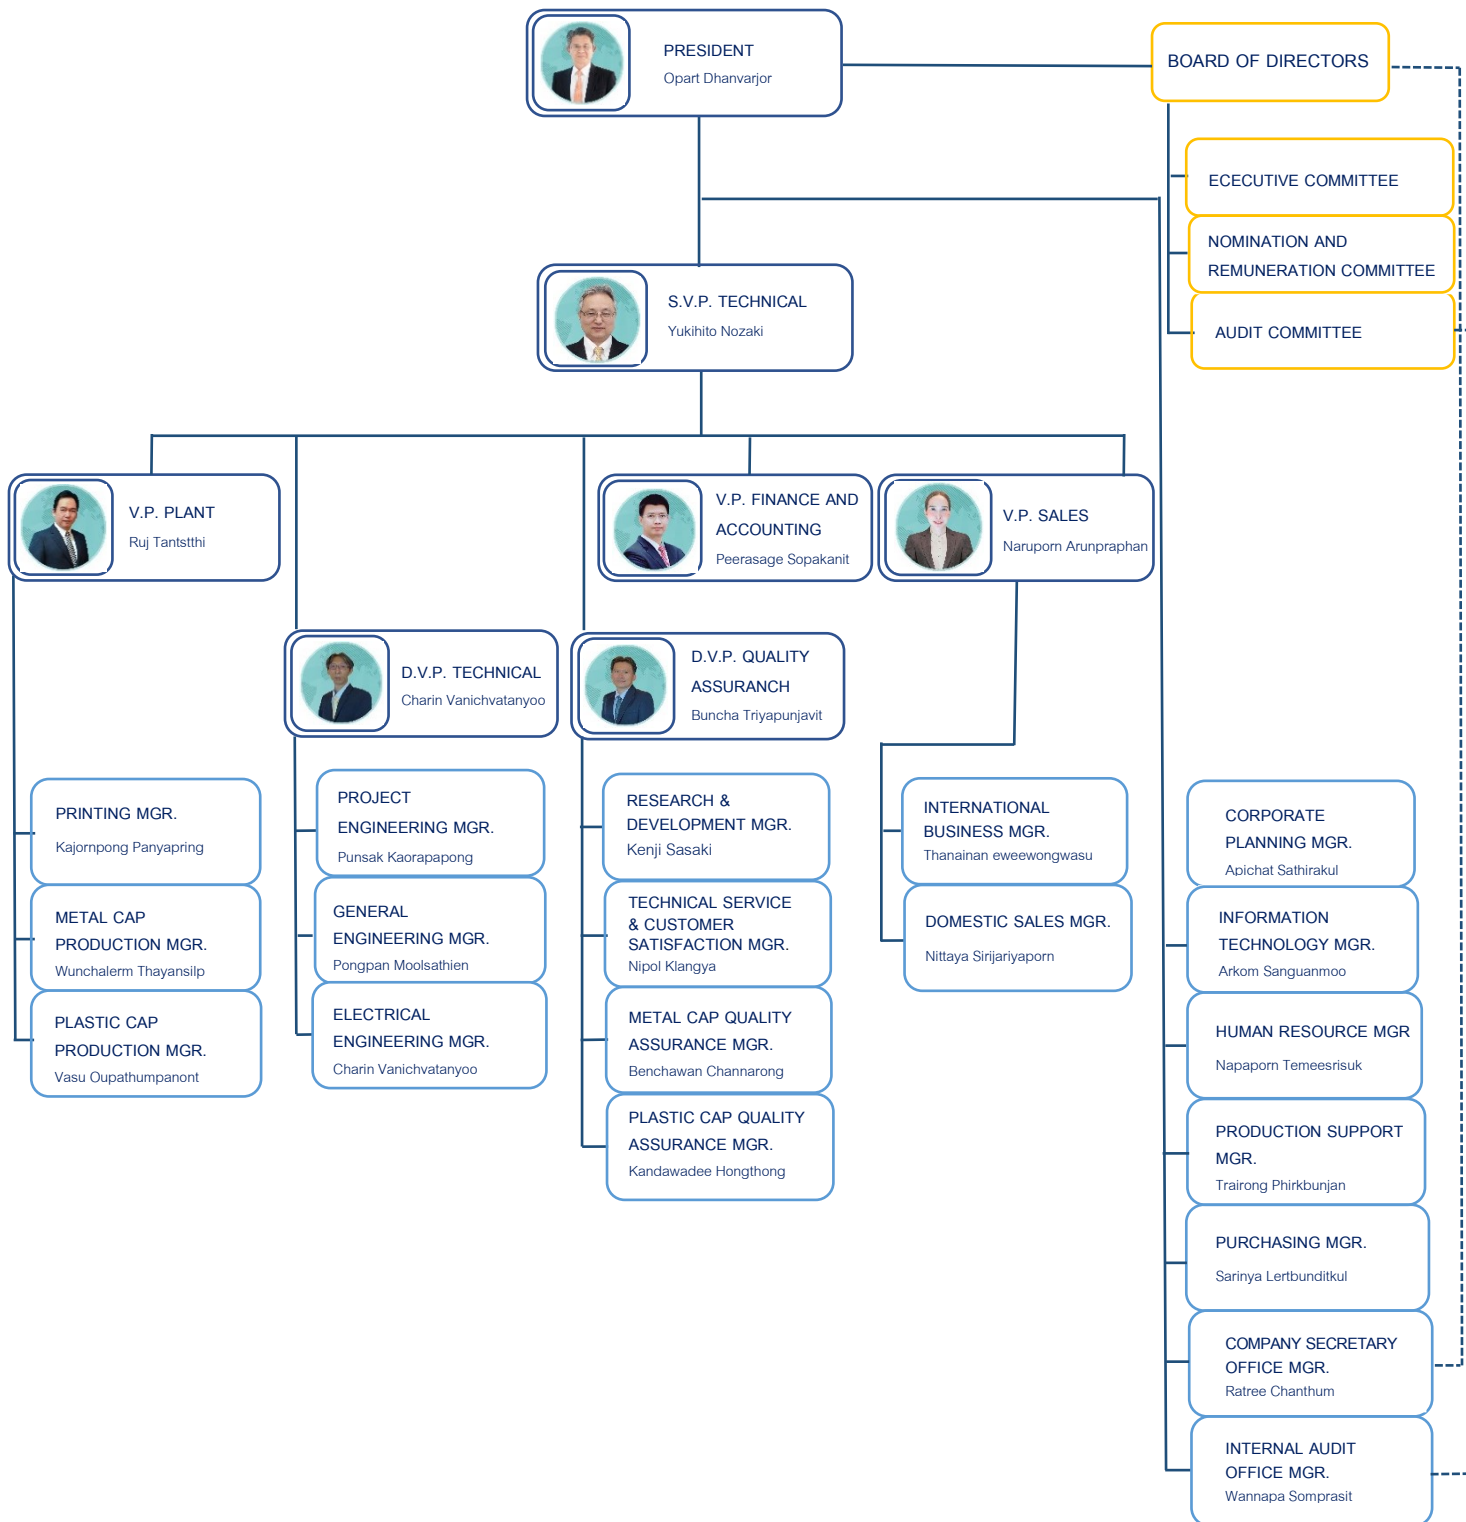 PRESIDENT
Opart Dhanvarjor
BOARD OF DIRECTORS
ECECUTIVE COMMITTEE
NOMINATION AND
REMUNERATION COMMITTEE
AUDIT COMMITTEE
S.V.P. TECHNICAL
Yukihito Nozaki
V.P. PLANT
Ruj Tantstthi
V.P. FINANCE AND
ACCOUNTING
Peerasage Sopakanit
V.P. SALES
Naruporn Arunpraphan
D.V.P. TECHNICAL
Charin Vanichvatanyoo
D.V.P. QUALITY
ASSURANCH
Buncha Triyapunjavit
PRINTING MGR.
Kajornpong Panyapring
METAL CAP
PRODUCTION MGR.
Wunchalerm Thayansilp
PLASTIC CAP
PRODUCTION MGR.
Vasu Oupathumpanont
PROJECT
ENGINEERING MGR.
Punsak Kaorapapong
GENERAL
ENGINEERING MGR.
Pongpan Moolsathien
ELECTRICAL
ENGINEERING MGR.
Charin Vanichvatanyoo
RESEARCH &
DEVELOPMENT MGR.
Kenji Sasaki
TECHNICAL SERVICE
& CUSTOMER
SATISFACTION MGR.
Nipol Klangya
METAL CAP QUALITY
ASSURANCE MGR.
Benchawan Channarong
PLASTIC CAP QUALITY
ASSURANCE MGR.
Kandawadee Hongthong
INTERNATIONAL
BUSINESS MGR.
Thanainan eweewongwasu
DOMESTIC SALES MGR.
Nittaya Sirijariyaporn
CORPORATE
PLANNING MGR.
Apichat Sathirakul
INFORMATION
TECHNOLOGY MGR.
Arkom Sanguanmoo
HUMAN RESOURCE MGR
Napaporn Temeesrisuk
PRODUCTION SUPPORT
MGR.
Trairong Phirkbunjan
PURCHASING MGR.
Sarinya Lertbunditkul
COMPANY SECRETARY
OFFICE MGR.
Ratree Chanthum
INTERNAL AUDIT
OFFICE MGR.
Wannapa Somprasit